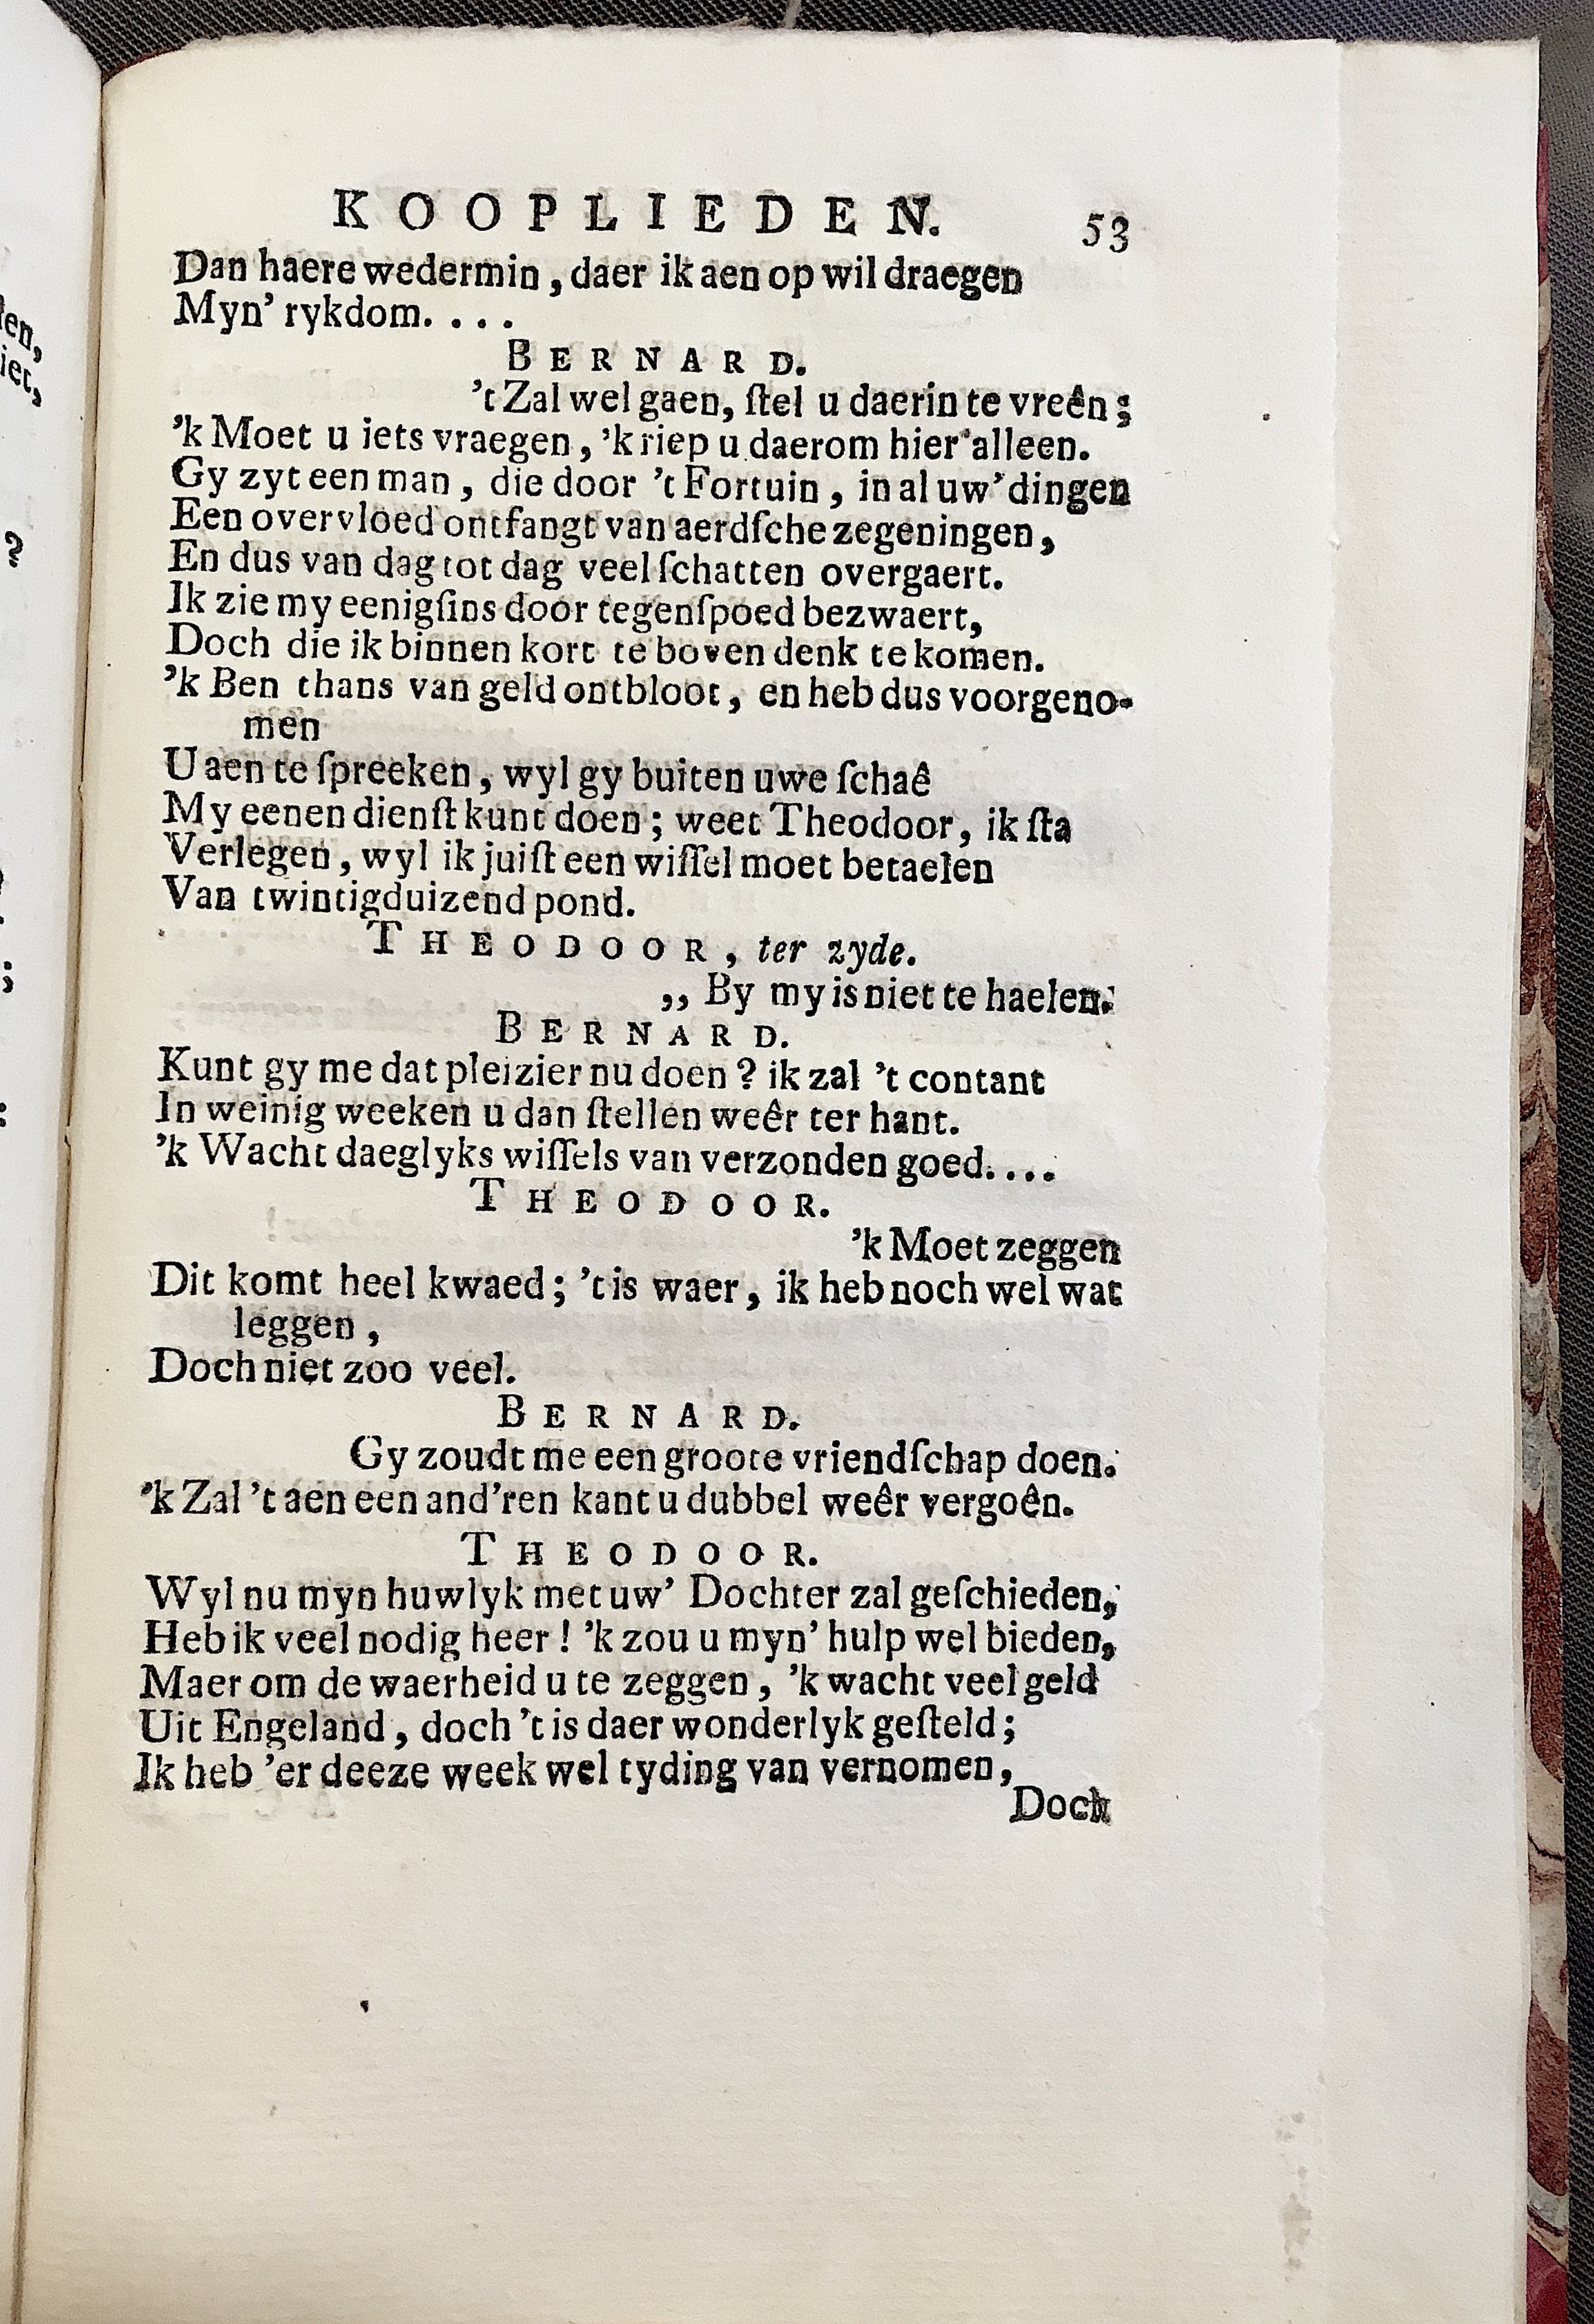 KOOPLIEDEN. 53
Dan haere wedermin, daer ik aen op wil draegen
Myn' rykdom. . . .
BERNARD.
't Zal wel gaen, ſtel u daerin te vreên;
'k Moet u iets vraegen, 'k riep u daerom hier alleen.
Gy zyt een man, die door 't Fortuin, in al uw' dingen
Een overvloed ontfangt van aerdſche zegeningen,
En dus van dag tot dag veel ſchatten overgaert.
Ik zie my eenigſins door tegenſpoed bezwaert,
Doch die ik binnen kort te boven denk te komen.
'k Ben thans van geld ontbloot, en heb dus voorgeno-
men
U aen te ſpreeken, wyl gy buiten uwe ſchaê
My eenen dienſt kunt doen; weet Theodoor, ik ſta
Verlegen, wyl ik juiſt een wiſſel moet betaelen
Van twintigduizend pond.
THEODOOR, ter zyde.
,, By my is niet te haelen.
BERNARD.
Kunt gy me dat pleizier nu doen? ik zal 't contant
In weinig weeken u dan ſtellen weêr ter hant.
'k Wacht daeglyks wiſſels van verzonden goed. . . .
THEODOOR.
'k Moet zeggen
Dit komt heel kwaed; 't is waer, ik heb noch wel wat
leggen,
Doch niet zoo veel.
BERNARD.
Gy zoudt me een groote vriendſchap doen.
'k Zal 't aen een and'ren kant u dubbel weêr vergoên.
THEODOOR.
Wyl nu myn huwlyk met uw' Dochter zal geſchieden,
Heb ik veel nodig heer! 'k zou u myn' hulp wel bieden,
Maer om de waerheid u te zeggen, 'k wacht veel geld
Uit Engeland, doch 't is daer wonderlyk geſteld;
Ik heb 'er deeze week wel tyding van vernomen,
Doch